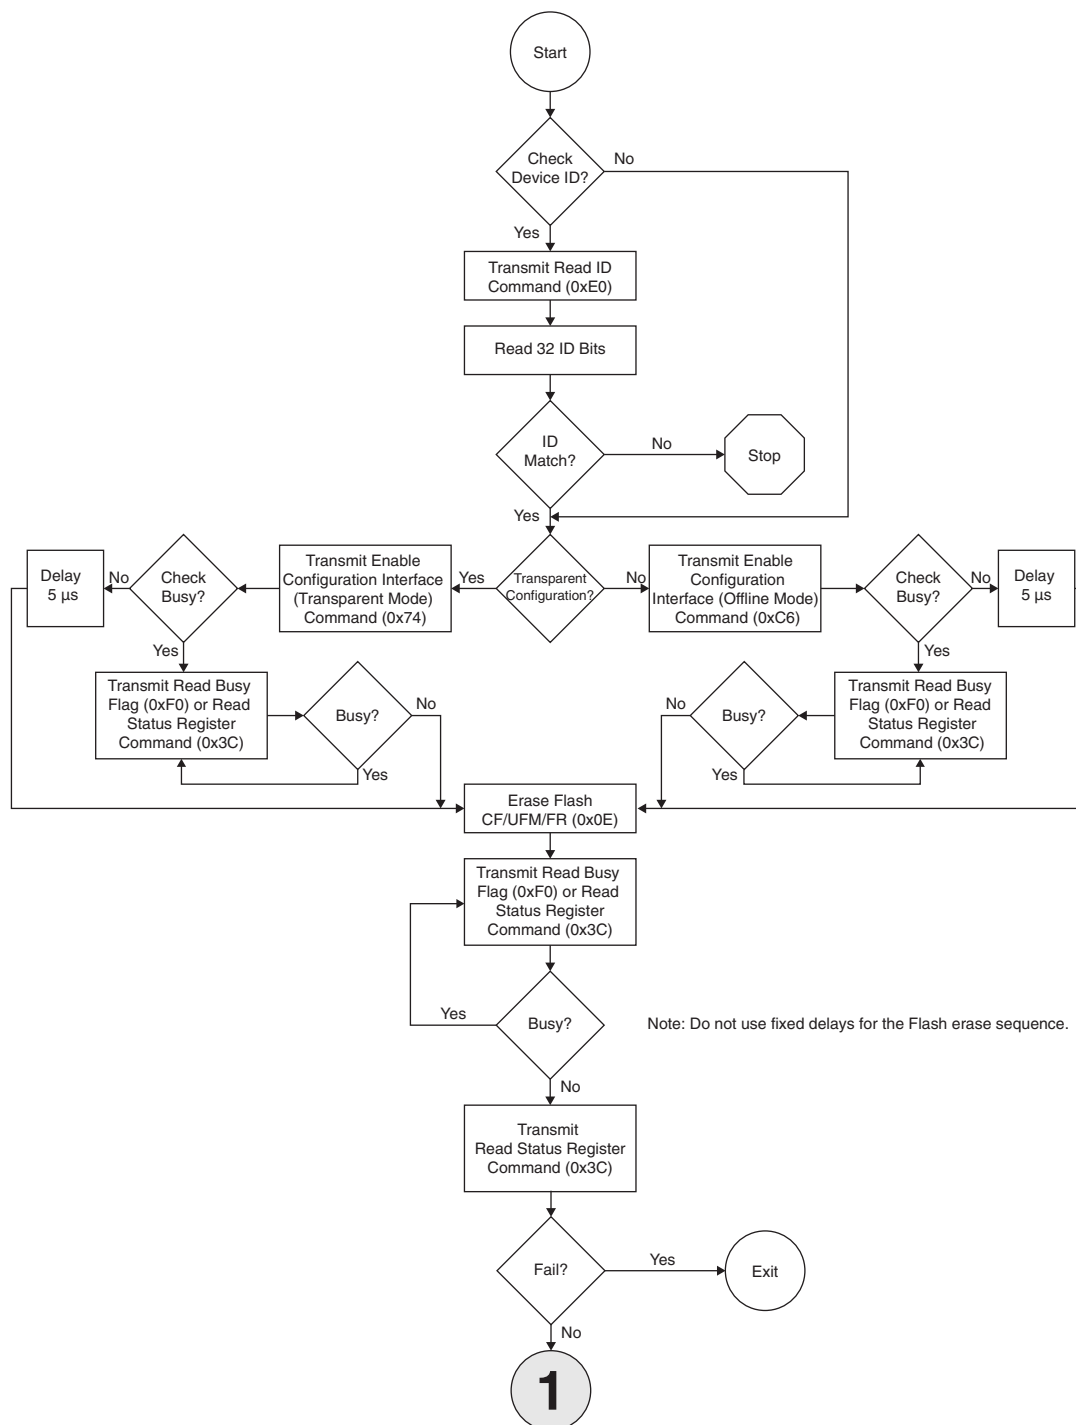 Start
Check
Device ID?
No
Yes
Transmit Read ID
Command (0xE0)
Read 32 ID Bits
ID
Match?
No
Stop
Yes
Delay
5 µs
No
Check
Busy?
Transmit Enable
Configuration Interface
(Transparent Mode)
Command (0x74)
Yes
Transparent
Configuration?
No
Transmit Enable
Configuration
Interface (Offline Mode)
Command (0xC6)
Check
Busy?
No
Delay
5 µs
Yes
Yes
Transmit Read Busy
Flag (0xF0) or Read
Status Register
Command (0x3C)
Busy?
No
Yes
No
Busy?
Yes
Transmit Read Busy
Flag (0xF0) or Read
Status Register
Command (0x3C)
Erase Flash
CF/UFM/FR (0x0E)
Transmit Read Busy
Flag (0xF0) or Read
Status Register
Command (0x3C)
Yes
Busy?
Note: Do not use fixed delays for the Flash erase sequence.
No
Transmit
Read Status Register
Command (0x3C)
Fail?
Yes
Exit
No
1